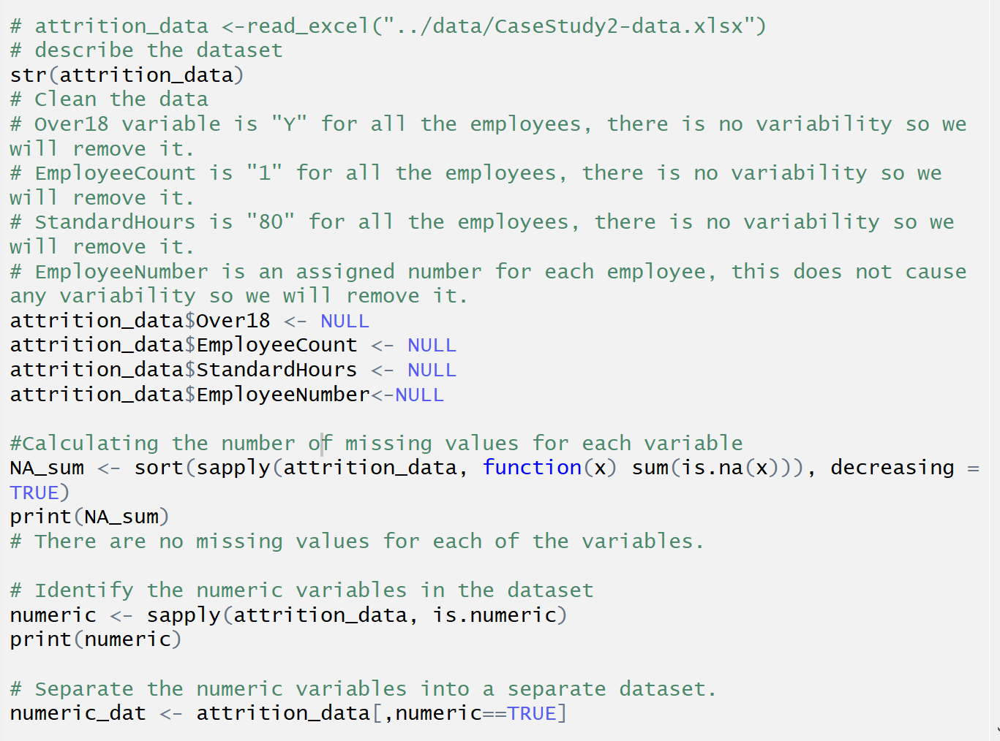 # attrition_data <-read_excel("../data/CaseStudy2-data.xlsx")
# describe the dataset
str(attrition_data)
# Clean the data
# Over18 variable is "Y" for all the employees, there is no variability so we
will remove it.
# EmployeeCount is "1" for all the employees, there is no variability so we
will remove it.
# StandardHours is "80" for all the employees, there is no variability so we
will remove it.
# EmployeeNumber is an assigned number for each employee, this does not cause
any variability so we will remove it.
attrition_data$Over18 <- NULL
attrition_data$EmployeeCount <- NULL
attrition_data$StandardHours <- NULL
attrition_data$EmployeeNumber<-NULL

#Calculating the number of missing values for each variable
NA_sum <- sort(sapply(attrition_data, function(x) sum(is.na(x))), decreasing =
TRUE)
print(NA_sum)
# There are no missing values for each of the variables.

# Identify the numeric variables in the dataset
numeric <- sapply(attrition_data, is.numeric)
print(numeric)

# Separate the numeric variables into a separate dataset.
numeric_dat <- attrition_data[,numeric==TRUE]